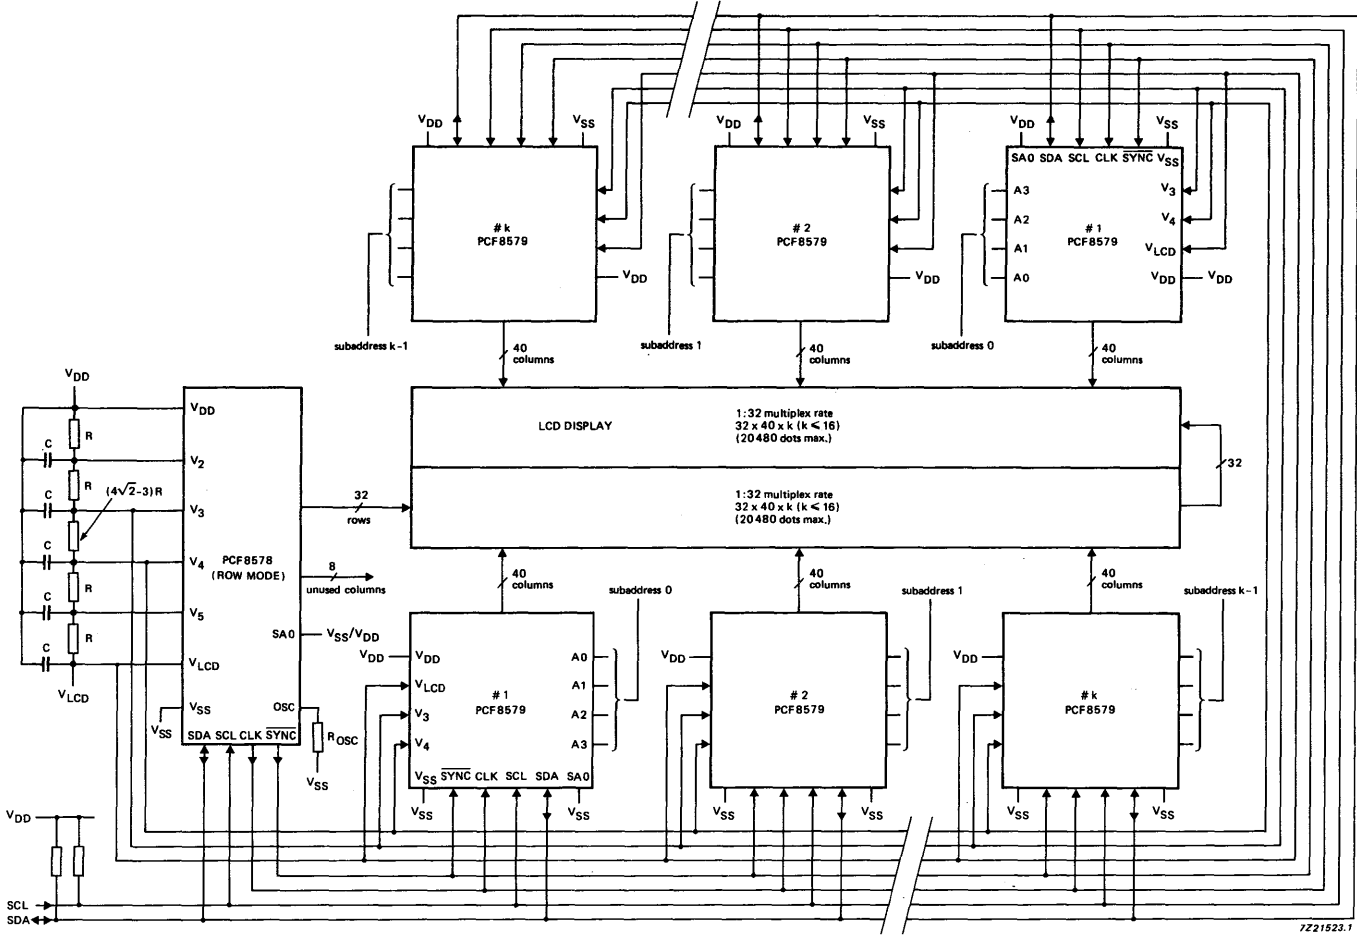 VDD
VSS
VDD
VSS
VDD
VSS
SA0 SDA SCL CLK SYNC VSS
# k
PCF8579
VDD
subaddress k-1
# 2
PCF8579
VDD
subaddress 1
A3
A2
A1
A0
# 1
PCF8579
V3
V4
VLCD
VDD
VDD
subaddress 0
40
columns
40
columns
40
columns
VDD
R
C
R
C
(4√2-3)R
C
C
R
C
R
C
VLCD
VDD
V2
V3
V4
V5
VLCD
VSS
VSS
PCF8578
(ROW MODE)
SA0
VSS/VDD
OSC
ROSC
VSS
SDA SCL CLK SYNC
32
rows
8
unused columns
LCD DISPLAY
1:32 multiplex rate
32 x 40 x k (k ≤ 16)
(20480 dots max.)
1:32 multiplex rate
32 x 40 x k (k ≤ 16)
(20480 dots max.)
32
40
columns
40
columns
40
columns
subaddress 0
subaddress 1
subaddress k-1
VDD
VDD
VLCD
V3
V4
# 1
PCF8579
A0
A1
A2
A3
VSS SYNC CLK SCL SDA SA0
VSS
VSS
VDD
# 2
PCF8579
VSS
VSS
VDD
# k
PCF8579
VSS
VSS
VDD
SCL
SDA
7Z21523.1